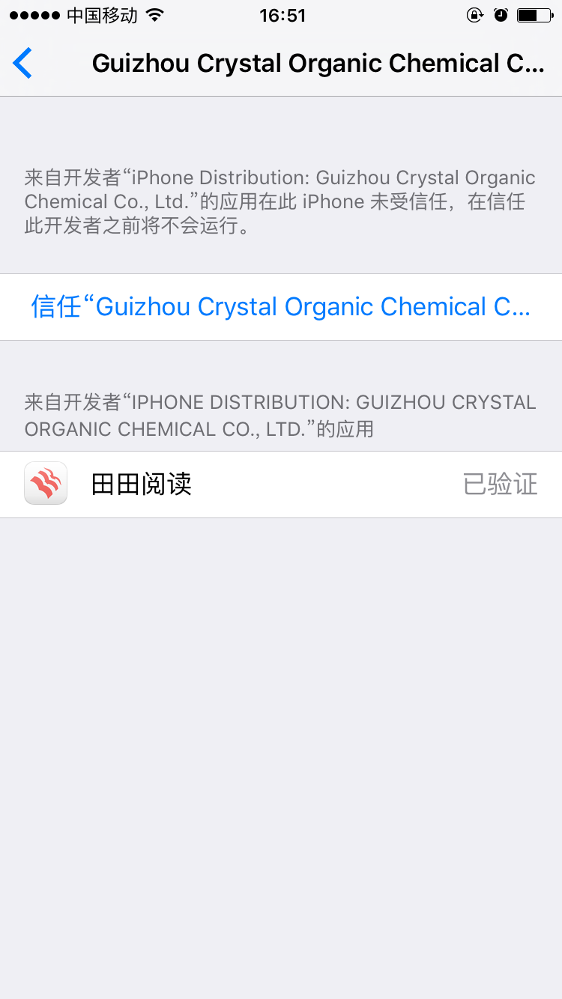 中国移动 16:51
Guizhou Crystal Organic Chemical C...
来自开发者“iPhone Distribution: Guizhou Crystal Organic
Chemical Co., Ltd.”的应用在此 iPhone 未受信任，在信任
此开发者之前将不会运行。
信任“Guizhou Crystal Organic Chemical C...
来自开发者“IPHONE DISTRIBUTION: GUIZHOU CRYSTAL
ORGANIC CHEMICAL CO., LTD.”的应用
田田阅读 已验证